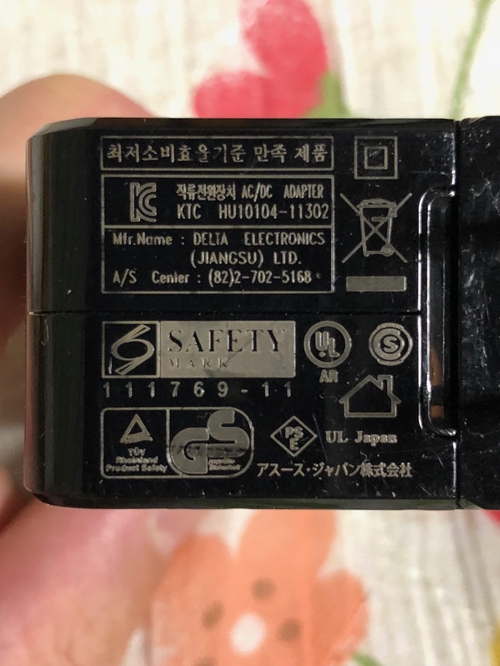 최저소비효율기준 만족 제품
직류전원장치 AC/DC ADAPTER
KTC HU10104-11302
Mfr.Name : DELTA ELECTRONICS
(JIANGSU) LTD.
A/S Cenier : (82)2-702-5168
SAFETY
MARK
111769-11
UL
AR
S
TÜV
Rheinland
Product Safety
GS
PS
E
UL Japan
アスース・ジャパン株式会社